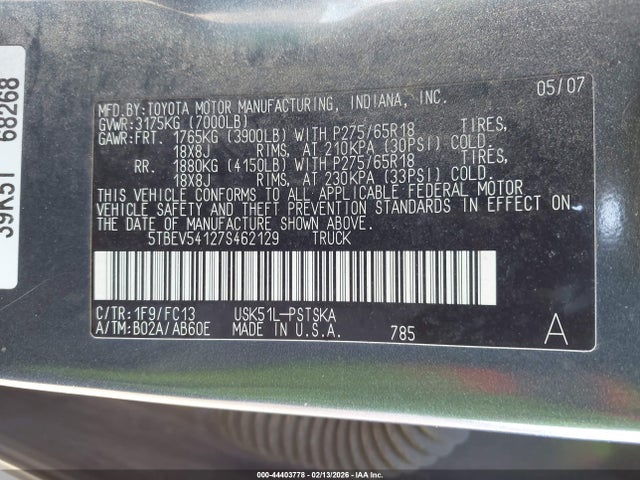 39K51 68268
MFD.BY:TOYOTA MOTOR MANUFACTURING, INDIANA, INC. 05/07
GVWR:3175KG (7000LB)
GAWR:FRT. 1765KG (3900LB) WITH P275/65R18 TIRES,
18X8J RIMS, AT 210KPA (30PSI) COLD.
RR. 1880KG (4150LB) WITH P275/65R18 TIRES,
18X8J RIMS, AT 230KPA (33PSI) COLD.
THIS VEHICLE CONFORMS TO ALL APPLICABLE FEDERAL MOTOR
VEHICLE SAFETY AND THEFT PREVENTION STANDARDS IN EFFECT ON
THE DATE OF MANUFACTURE SHOWN ABOVE.
5TBEV54127S462129 TRUCK
C/TR:1F9/FC13 USK51L-PSTSKA
A/TM:B02A/AB60E MADE IN U.S.A. 785 A
000-44403778 - 02/13/2026 - IAA Inc.